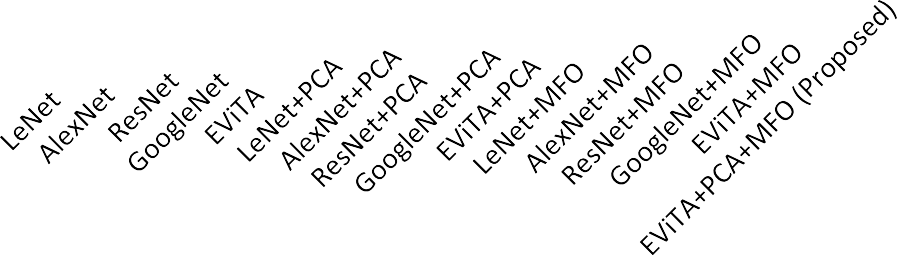 LeNet
AlexNet
ResNet
GoogleNet
EViTA
LeNet+PCA
AlexNet+PCA
ResNet+PCA
GoogleNet+PCA
EViTA+PCA
LeNet+MFO
AlexNet+MFO
ResNet+MFO
GoogleNet+MFO
EViTA+MFO
EViTA+PCA+MFO (Proposed)